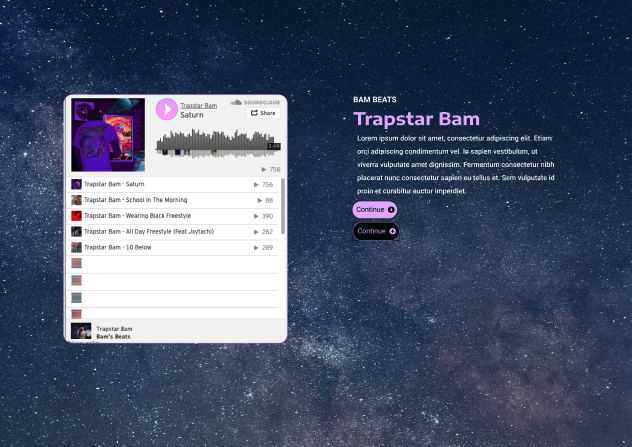 SOUNDCLOUD
Trapstar Bam
Saturn
Share
756
Trapstar Bam - Saturn 756
Trapstar Bam - School In The Morning 88
Trapstar Bam - Wearing Black Freestyle 390
Trapstar Bam - All Day Freestyle (Feat Jxytachi) 282
Trapstar Bam - 10 Below 289
Trapstar Bam
Bam's Beats
BAM BEATS
Trapstar Bam
Lorem ipsum dolor sit amet, consectetur adipiscing elit. Etiam
orci adipiscing condimentum vel. Ia sapien vestibulum, ut
viverra vulputate amet dignissim. Fermentum consectetur nibh
placerat nunc consectetur sapien eu tellus et. Sem vulputate id
proin et curabitur auctor imperdiet.
Continue
Continue